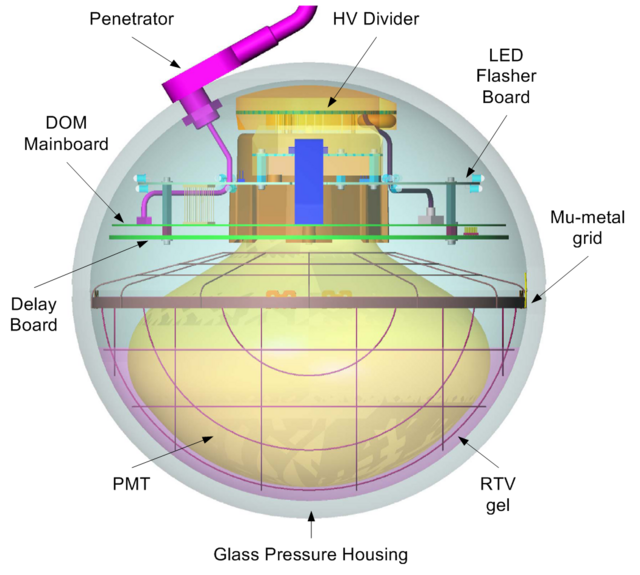 Penetrator
HV Divider
LED
Flasher
Board
DOM
Mainboard
Mu-metal
grid
Delay
Board
PMT
RTV
gel
Glass Pressure Housing